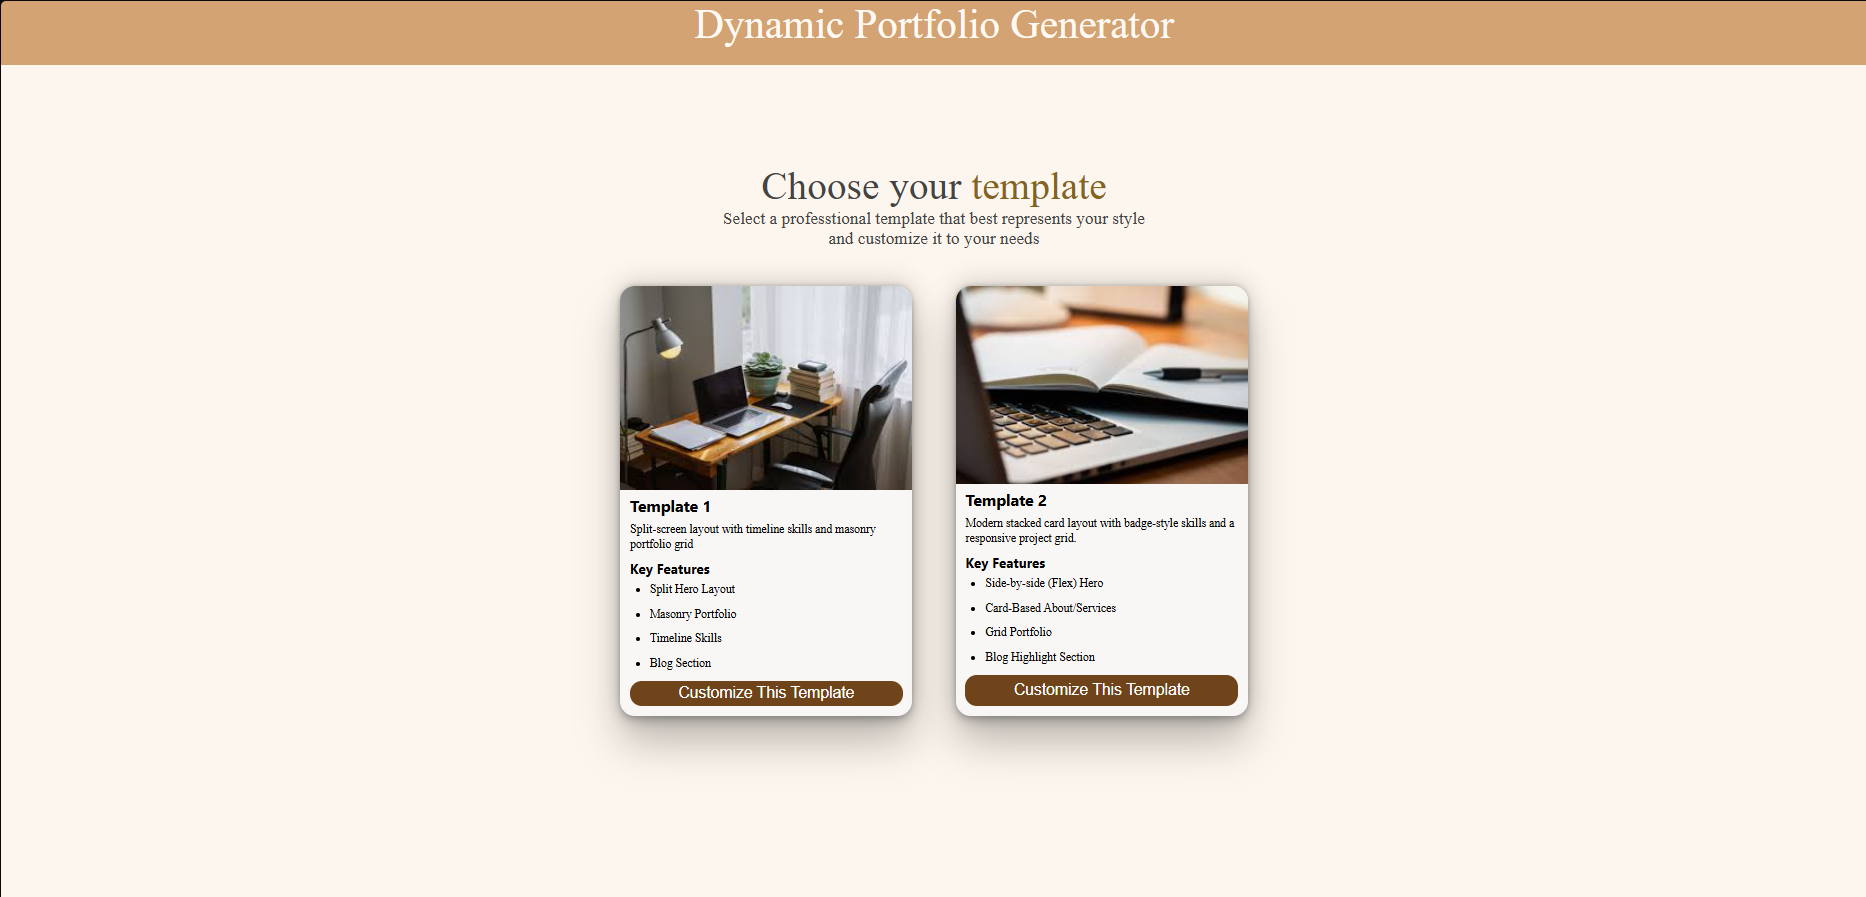 Dynamic Portfolio Generator
Choose your template
Select a professtional template that best represents your style
and customize it to your needs
Template 1
Split-screen layout with timeline skills and masonry
portfolio grid
Key Features
Split Hero Layout
Masonry Portfolio
Timeline Skills
Blog Section
Customize This Template
Template 2
Modern stacked card layout with badge-style skills and a
responsive project grid.
Key Features
Side-by-side (Flex) Hero
Card-Based About/Services
Grid Portfolio
Blog Highlight Section
Customize This Template